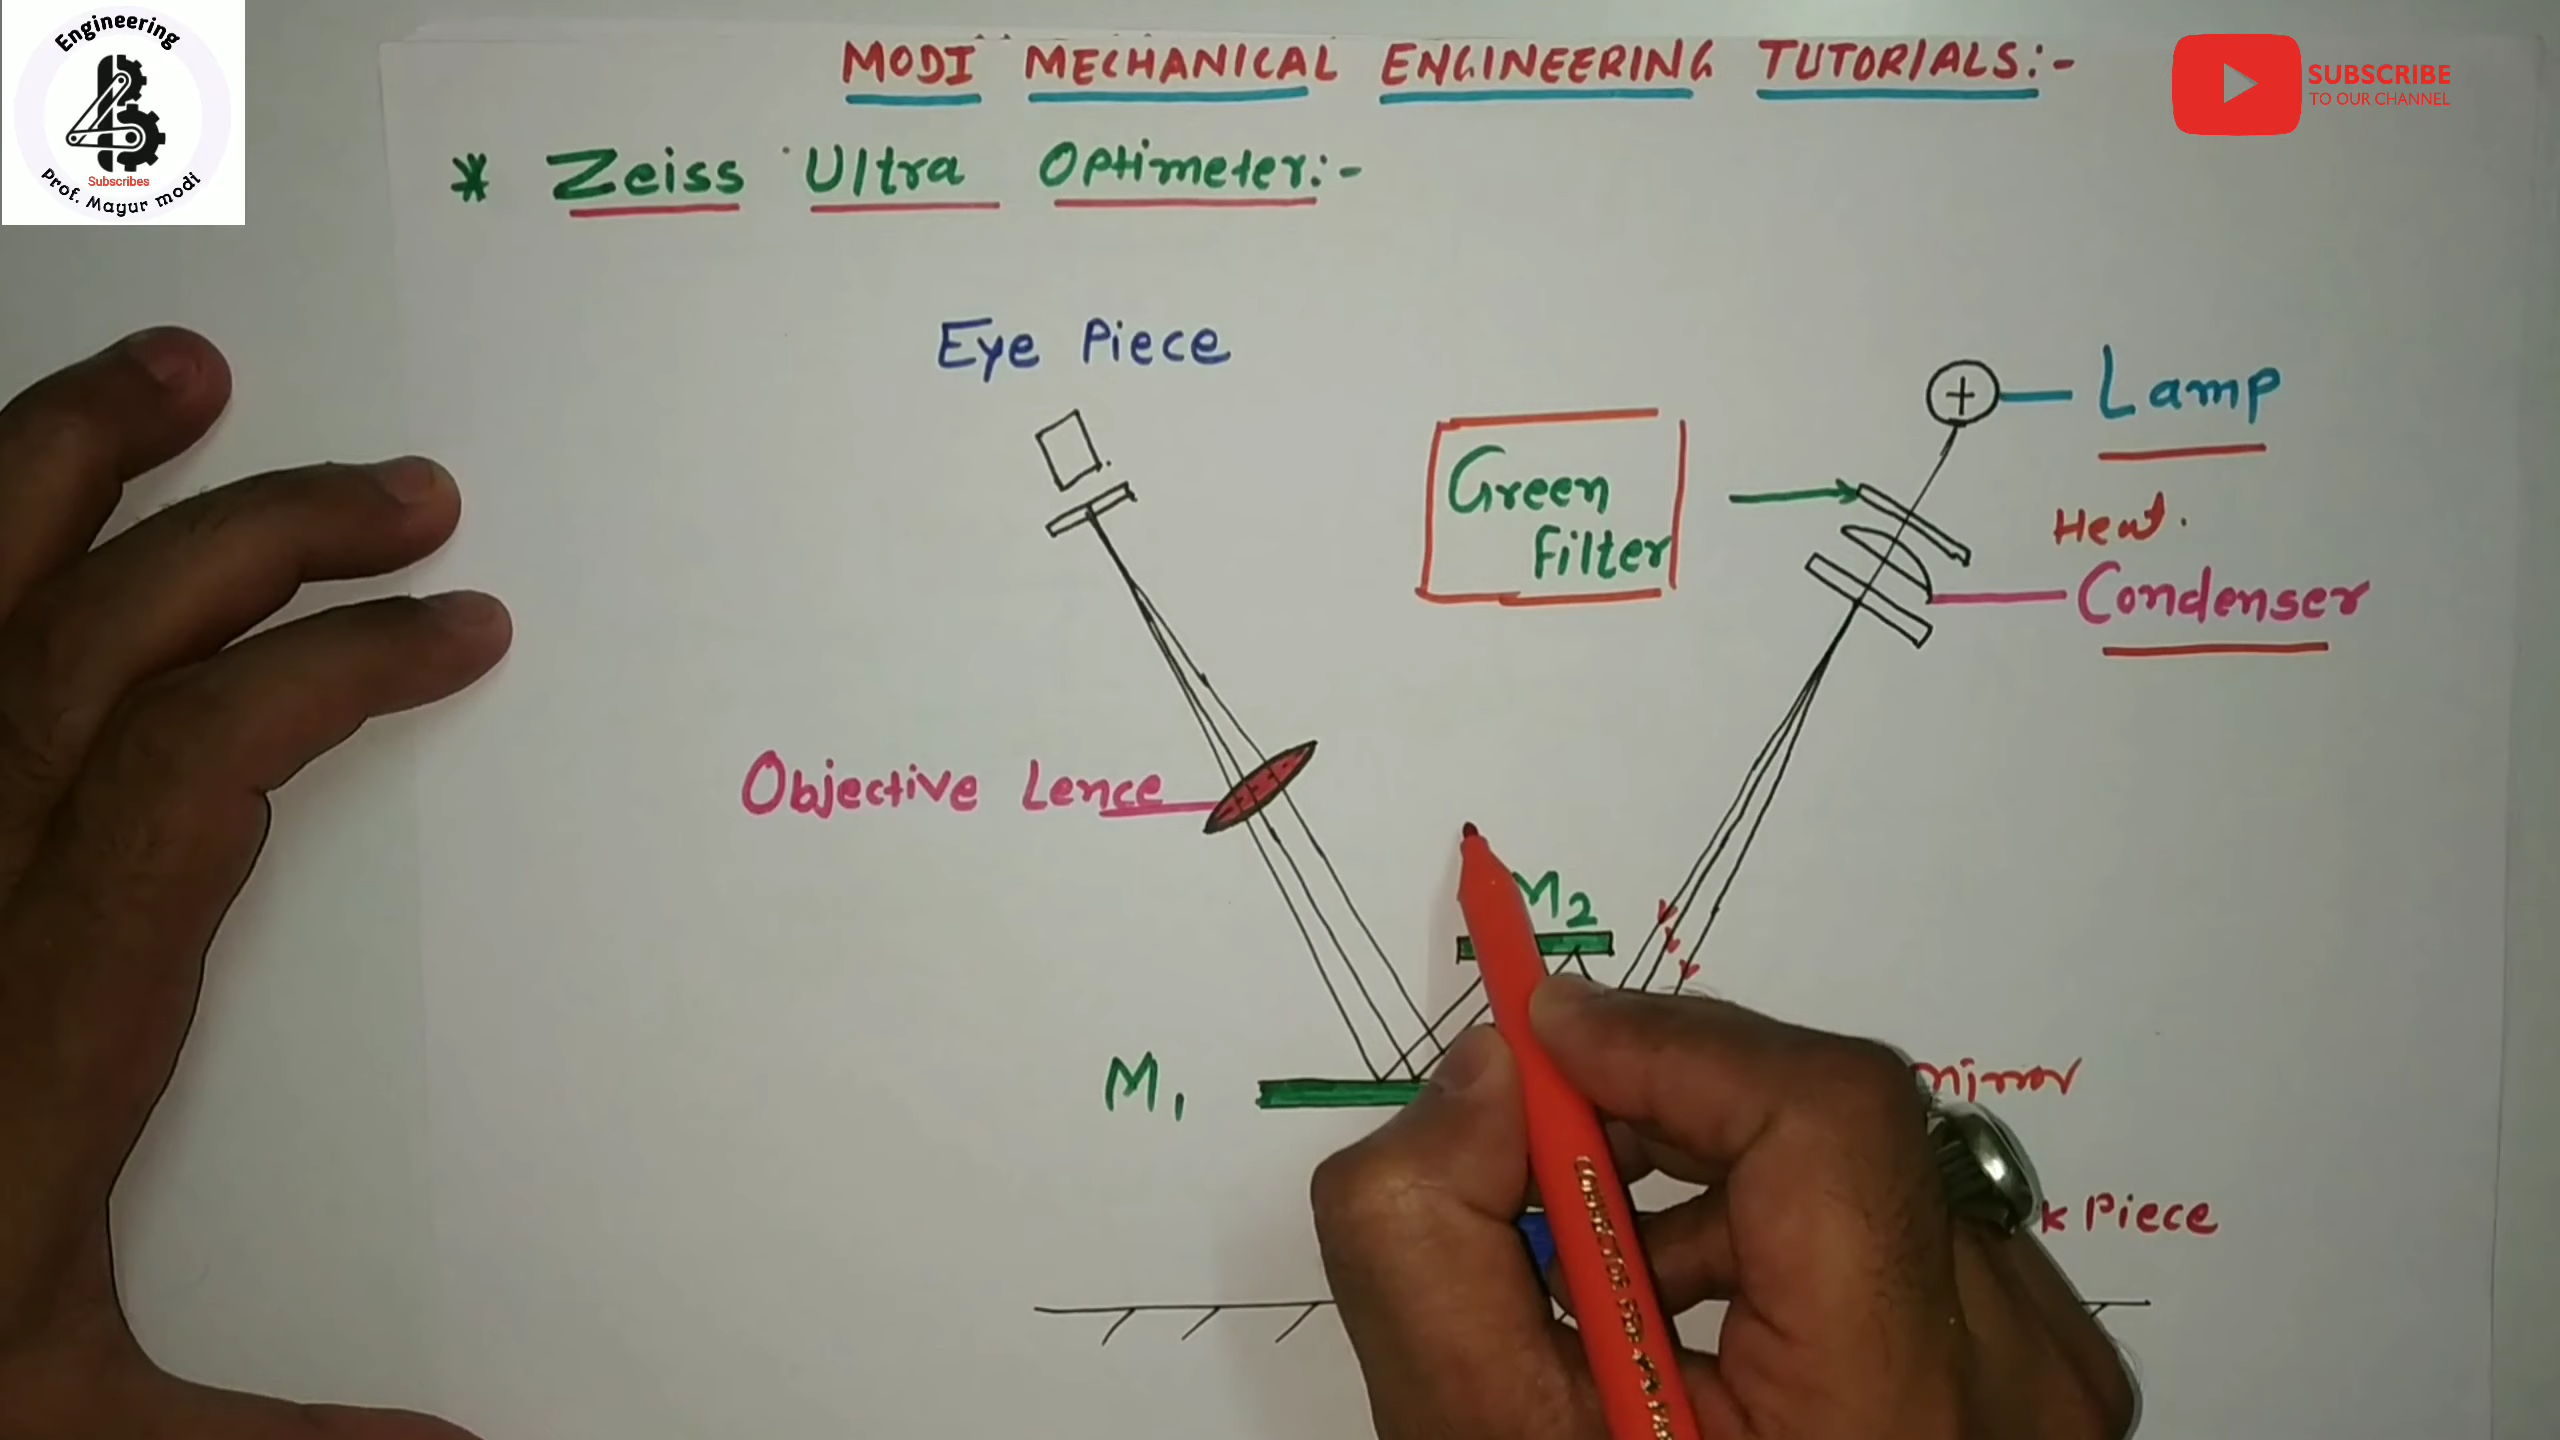 Engineering
Subscribes
Prof. Mayur modi
MODI MECHANICAL ENGINEERING TUTORIALS:-
SUBSCRIBE
TO OUR CHANNEL
* Zeiss Ultra Optimeter:-
Eye Piece
Lamp
Green
Filter
Heat.
Condenser
Objective Lence
M2
M1
mirror
k Piece